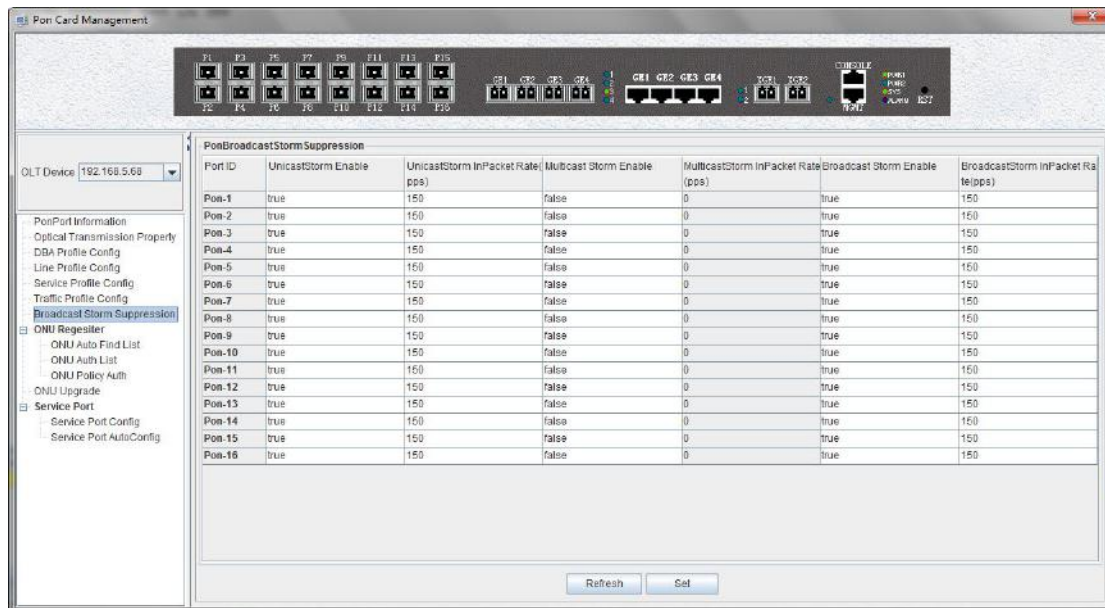 Pon Card Management
P1 P3 P5 P7 P9 P11 P13 P15
P2 P4 P6 P8 P10 P12 P14 P16
GE1 GE2 GE3 GE4
1
2
3
4
GE1 GE2 GE3 GE4
1
2
CONSOLE
MGMT
PWR1
PWR2
SYS
ALARM
RST
OLT Device 192.168.5.68
PonPort Information
Optical Transmission Property
DBA Profile Config
Line Profile Config
Service Profile Config
Traffic Profile Config
Broadcast Storm Suppression
ONU Regesiter
ONU Auto Find List
ONU Auth List
ONU Policy Auth
ONU Upgrade
Service Port
Service Port Config
Service Port AutoConfig
PonBroadcastStormSuppression
Port ID UnicastStorm Enable UnicastStorm InPacket Rate( Multicast Storm Enable MulticastStorm InPacket Rate Broadcast Storm Enable BroadcastStorm InPacket Ra
pps) (pps) te(pps)
Pon-1 true 150 false 0 true 150
Pon-2 true 150 false 0 true 150
Pon-3 true 150 false 0 true 150
Pon-4 true 150 false 0 true 150
Pon-5 true 150 false 0 true 150
Pon-6 true 150 false 0 true 150
Pon-7 true 150 false 0 true 150
Pon-8 true 150 false 0 true 150
Pon-9 true 150 false 0 true 150
Pon-10 true 150 false 0 true 150
Pon-11 true 150 false 0 true 150
Pon-12 true 150 false 0 true 150
Pon-13 true 150 false 0 true 150
Pon-14 true 150 false 0 true 150
Pon-15 true 150 false 0 true 150
Pon-16 true 150 false 0 true 150
Refresh Set